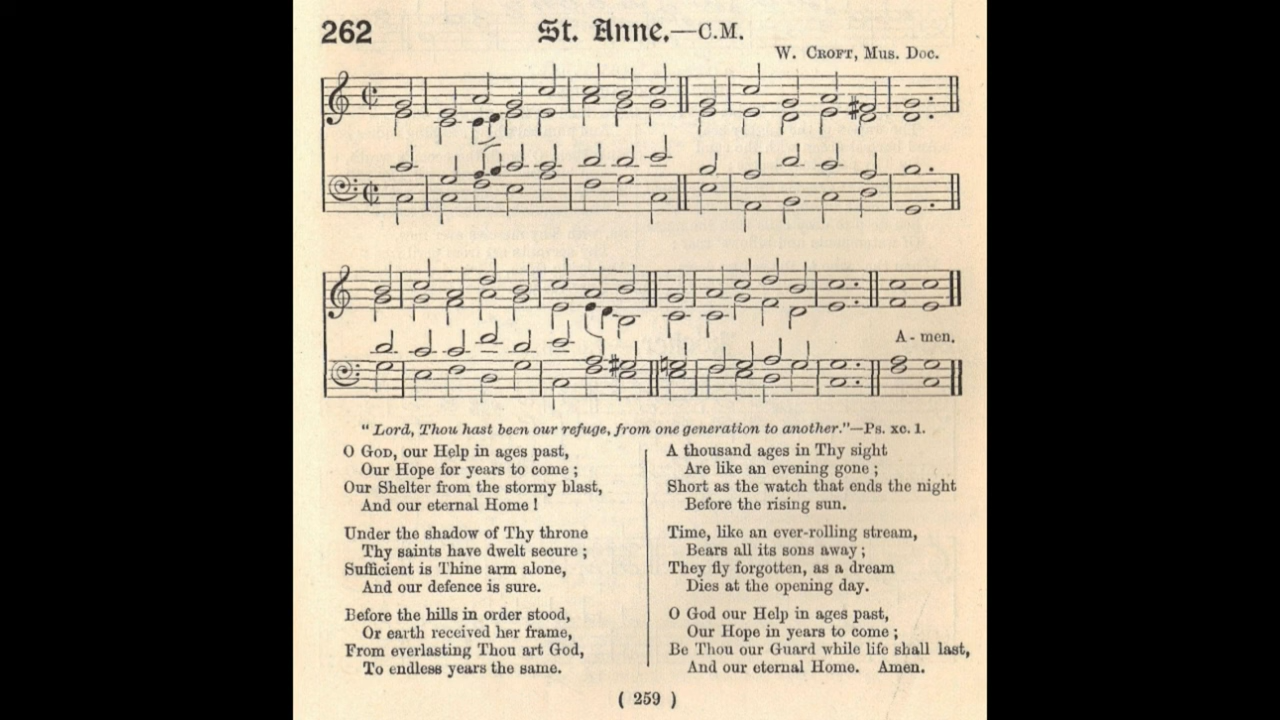 262
St. Anne.—C.M.
W. CROFT, Mus. Doc.
A - men.
"Lord, Thou hast been our refuge, from one generation to another."—Ps. xc. 1.
O GOD, our Help in ages past,
Our Hope for years to come;
Our Shelter from the stormy blast,
And our eternal Home!
Under the shadow of Thy throne
Thy saints have dwelt secure;
Sufficient is Thine arm alone,
And our defence is sure.
Before the hills in order stood,
Or earth received her frame,
From everlasting Thou art God,
To endless years the same.
A thousand ages in Thy sight
Are like an evening gone;
Short as the watch that ends the night
Before the rising sun.
Time, like an ever-rolling stream,
Bears all its sons away;
They fly forgotten, as a dream
Dies at the opening day.
O God our Help in ages past,
Our Hope in years to come;
Be Thou our Guard while life shall last,
And our eternal Home. Amen.
( 259 )